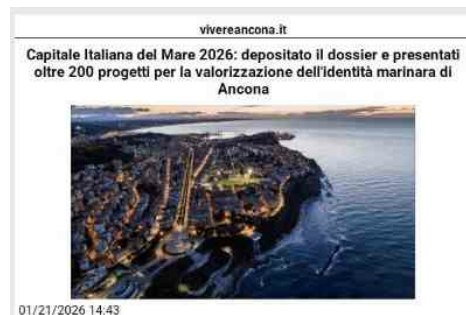 vivereancona.it
Capitale Italiana del Mare 2026: depositato il dossier e presentati
oltre 200 progetti per la valorizzazione dell'identità marinara di
Ancona
01/21/2026 14:43